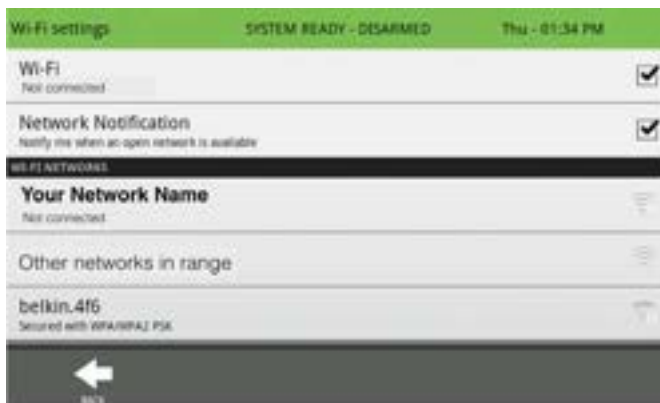 Wi-Fi settings SYSTEM READY - DISARMED Thu - 01:34 PM
Wi-Fi
Not connected
Network Notification
Notify me when an open network is available
WI-FI NETWORKS
Your Network Name
Not connected
Other networks in range
belkin.4f6
Secured with WPA/WPA2 PSK
BACK